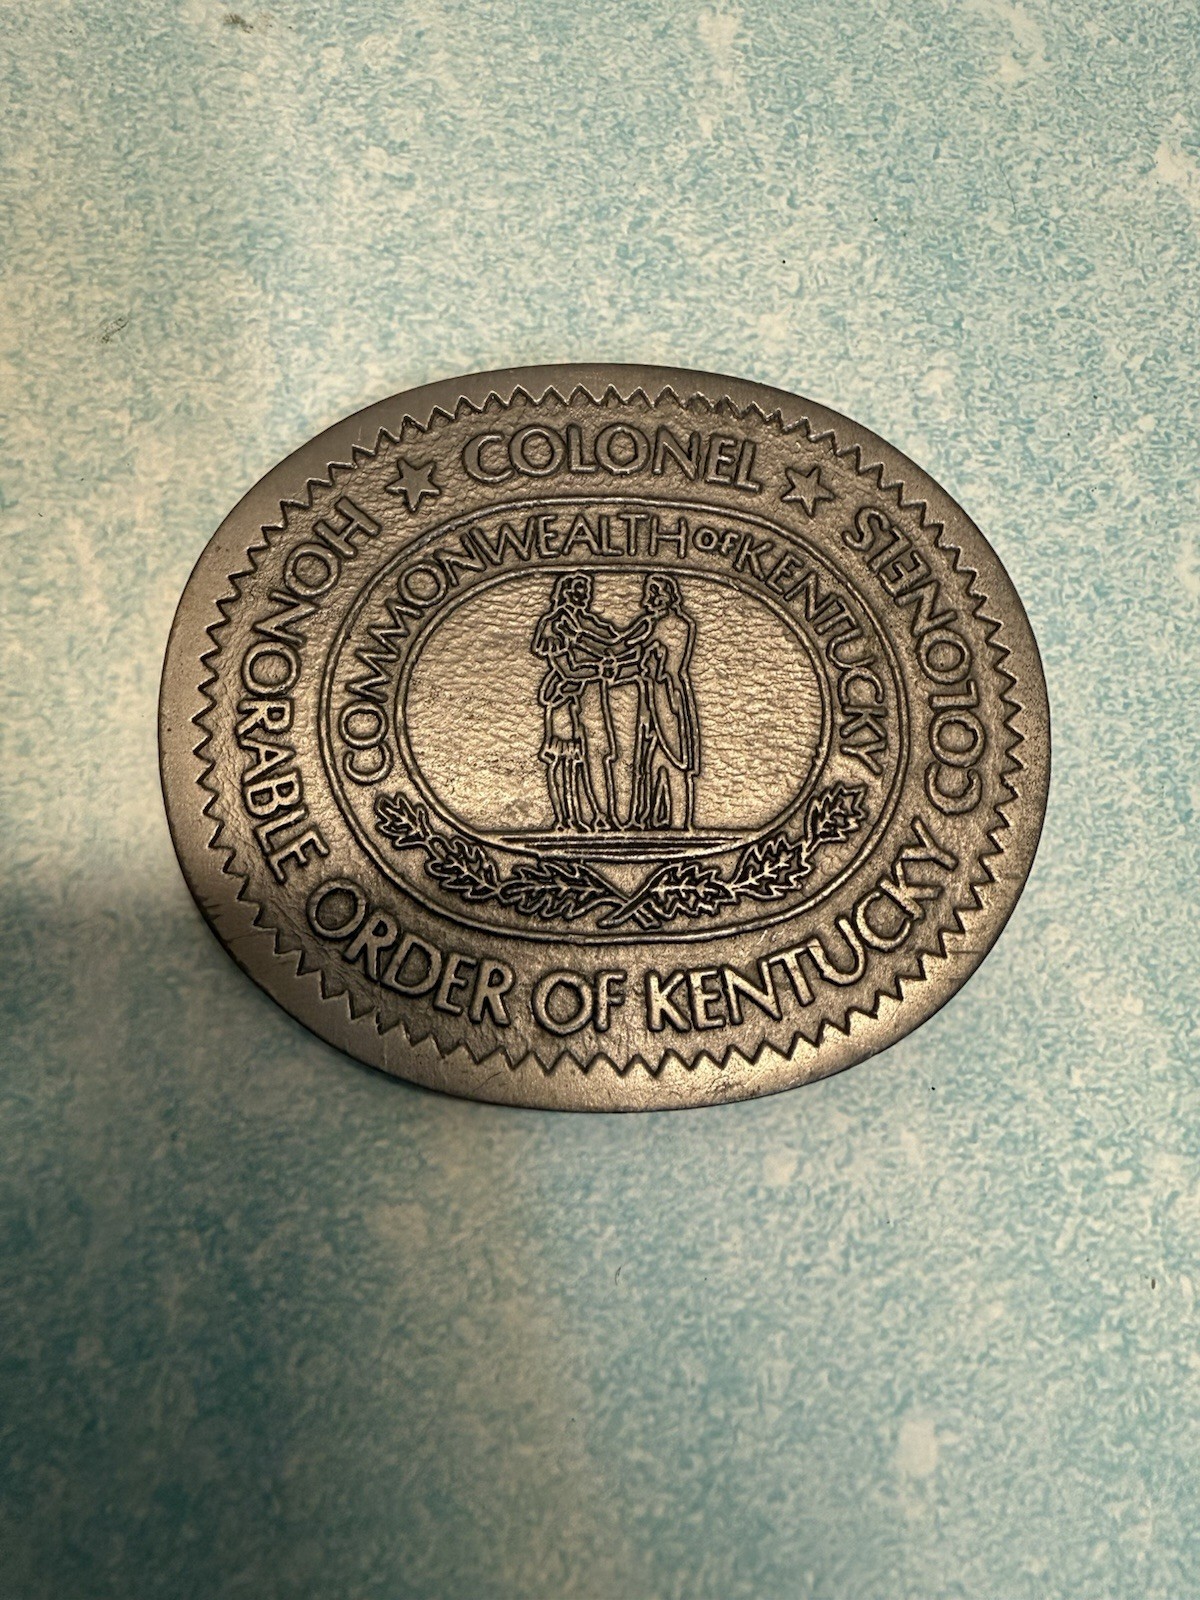 COLONEL
HONORABLE ORDER OF KENTUCKY COLONELS
COMMONWEALTH OF KENTUCKY